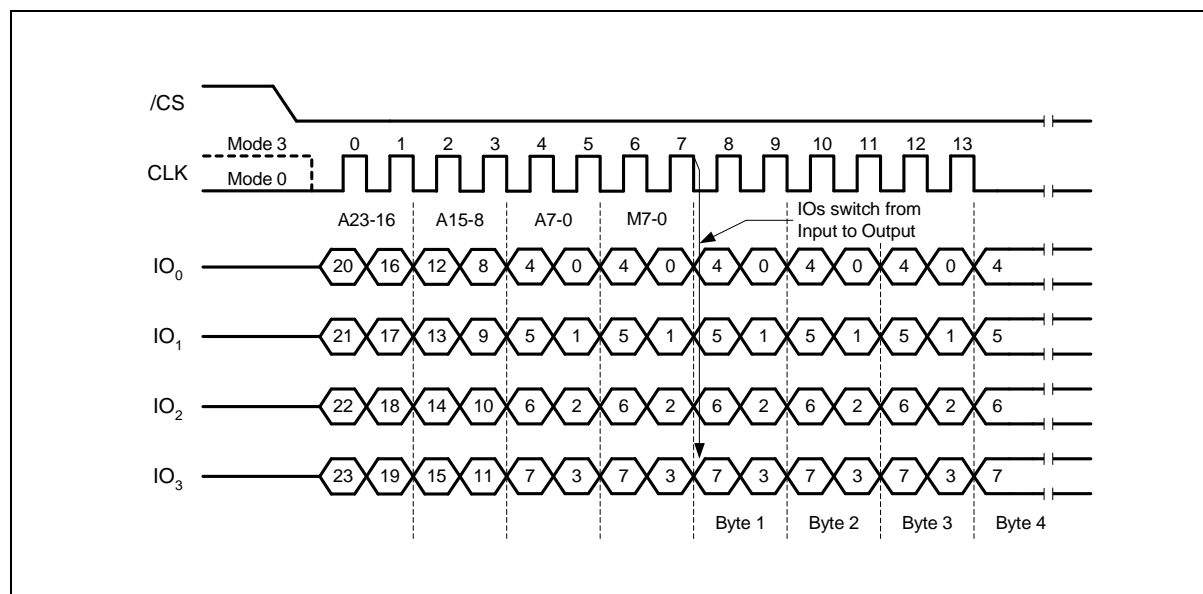 /CS
Mode 3
0 1 2 3 4 5 6 7 8 9 10 11 12 13
CLK
Mode 0
A23-16 A15-8 A7-0 M7-0
IOs switch from
Input to Output
IO0 20 16 12 8 4 0 4 0 4 0 4 0 4 0 4
IO1 21 17 13 9 5 1 5 1 5 1 5 1 5 1 5
IO2 22 18 14 10 6 2 6 2 6 2 6 2 6 2 6
IO3 23 19 15 11 7 3 7 3 7 3 7 3 7 3 7
Byte 1 Byte 2 Byte 3 Byte 4